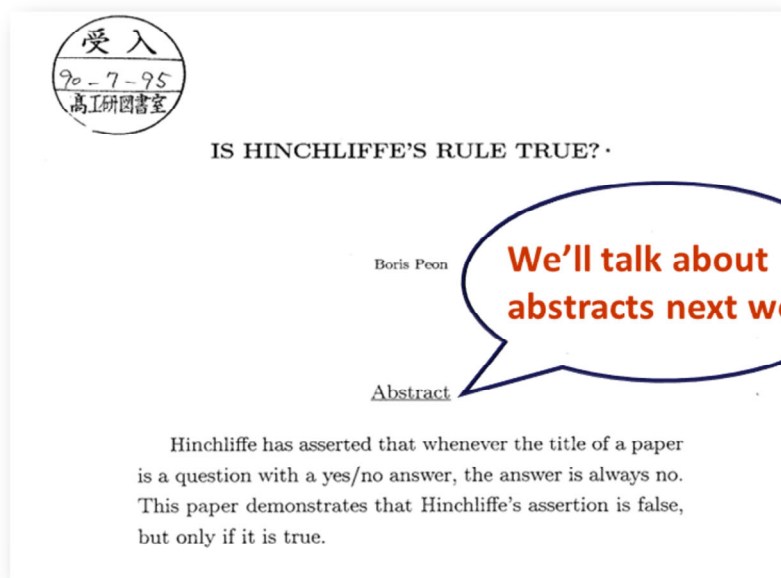 受入
90-7-95
高工研図書室
IS HINCHLIFFE'S RULE TRUE? ·
Boris Peon
We'll talk about
abstracts next we
Abstract
Hinchliffe has asserted that whenever the title of a paper
is a question with a yes/no answer, the answer is always no.
This paper demonstrates that Hinchliffe's assertion is false,
but only if it is true.